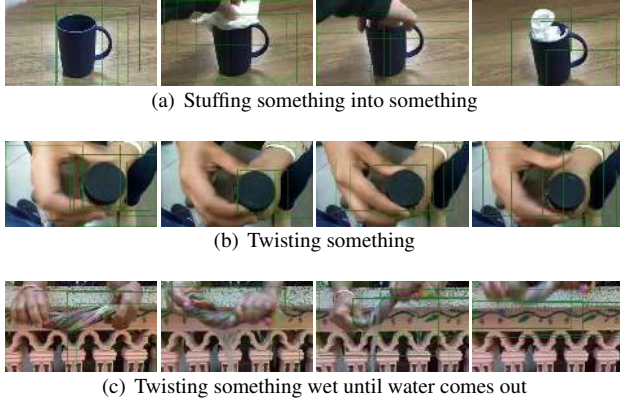 (a) Stuffing something into something
(b) Twisting something
(c) Twisting something wet until water comes out